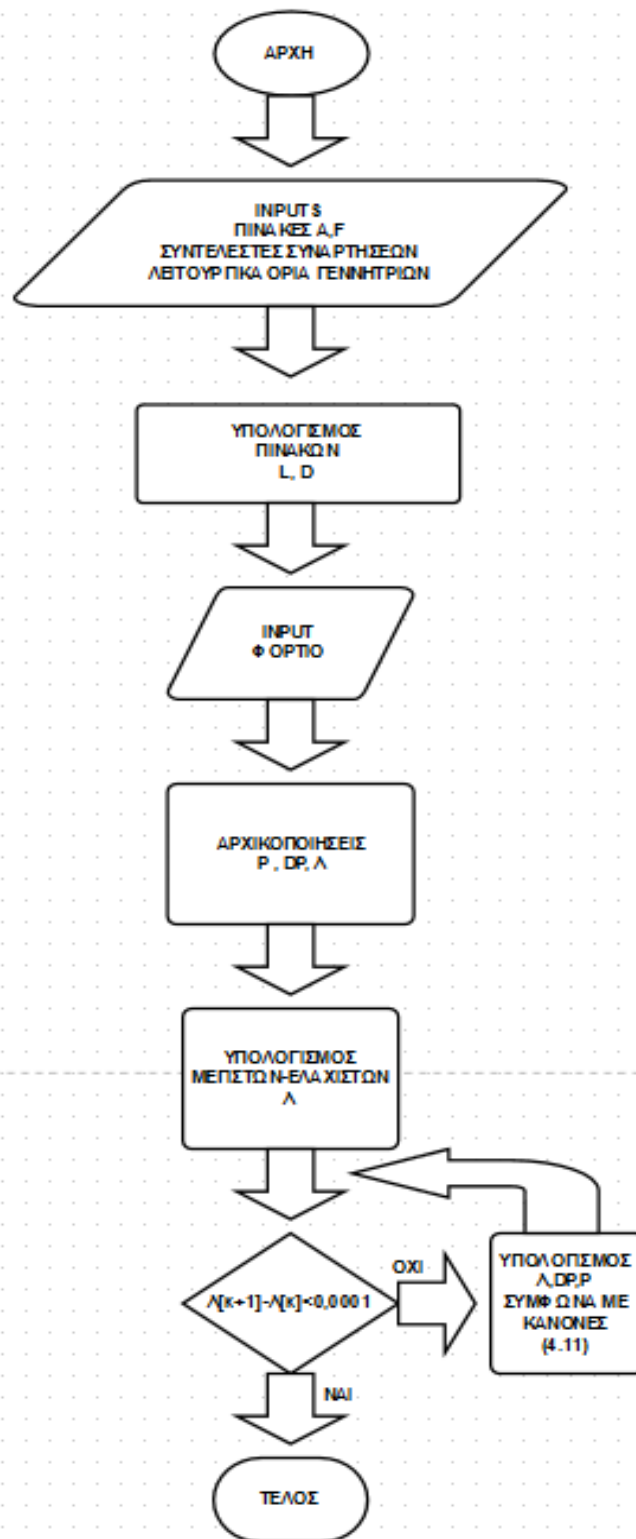 ΑΡΧΗ
INPUTS
ΠΙΝΑΚΕΣ Α,F
ΣΥΝΤΕΛΕΣΤΕΣ ΣΥΝΑΡΤΗΣΕΩΝ
ΛΕΙΤΟΥΡΓΙΚΑ ΟΡΙΑ ΓΕΝΝΗΤΡΙΩΝ
ΥΠΟΛΟΓΙΣΜΟΣ
ΠΙΝΑΚΩΝ
L, D
INPUT
ΦΟΡΤΙΟ
ΑΡΧΙΚΟΠΟΙΗΣΕΙΣ
P , DP, Λ
ΥΠΟΛΟΓΙΣΜΟΣ
ΜΕΓΙΣΤΩΝ-ΕΛΑΧΙΣΤΩΝ
Λ
Λ[κ+1]-Λ[κ]<0,0001
ΟΧΙ
ΥΠΟΛΟΓΙΣΜΟΣ
Λ,DP,P
ΣΥΜΦΩΝΑ ΜΕ
ΚΑΝΟΝΕΣ
(4.11)
ΝΑΙ
ΤΕΛΟΣ